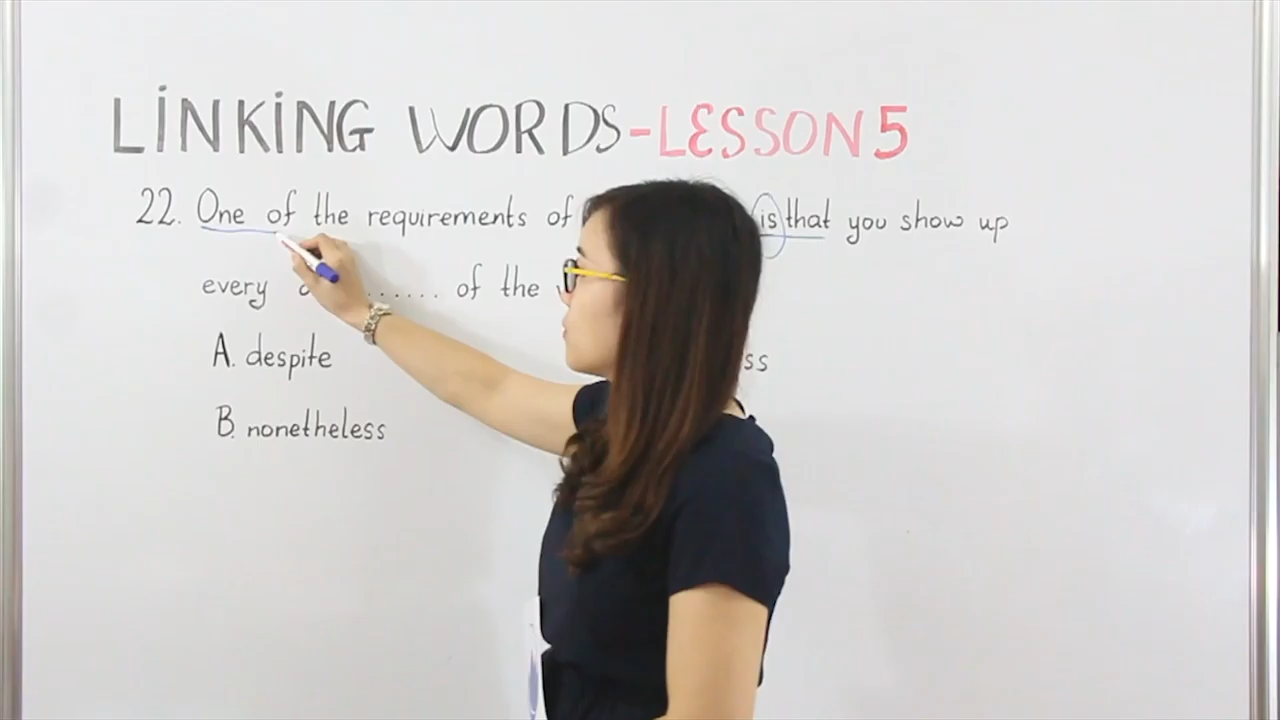 LINKING WORDS-LESSON 5
22. One of the requirements of is that you show up
every ...... of the
A. despite
B. nonetheless